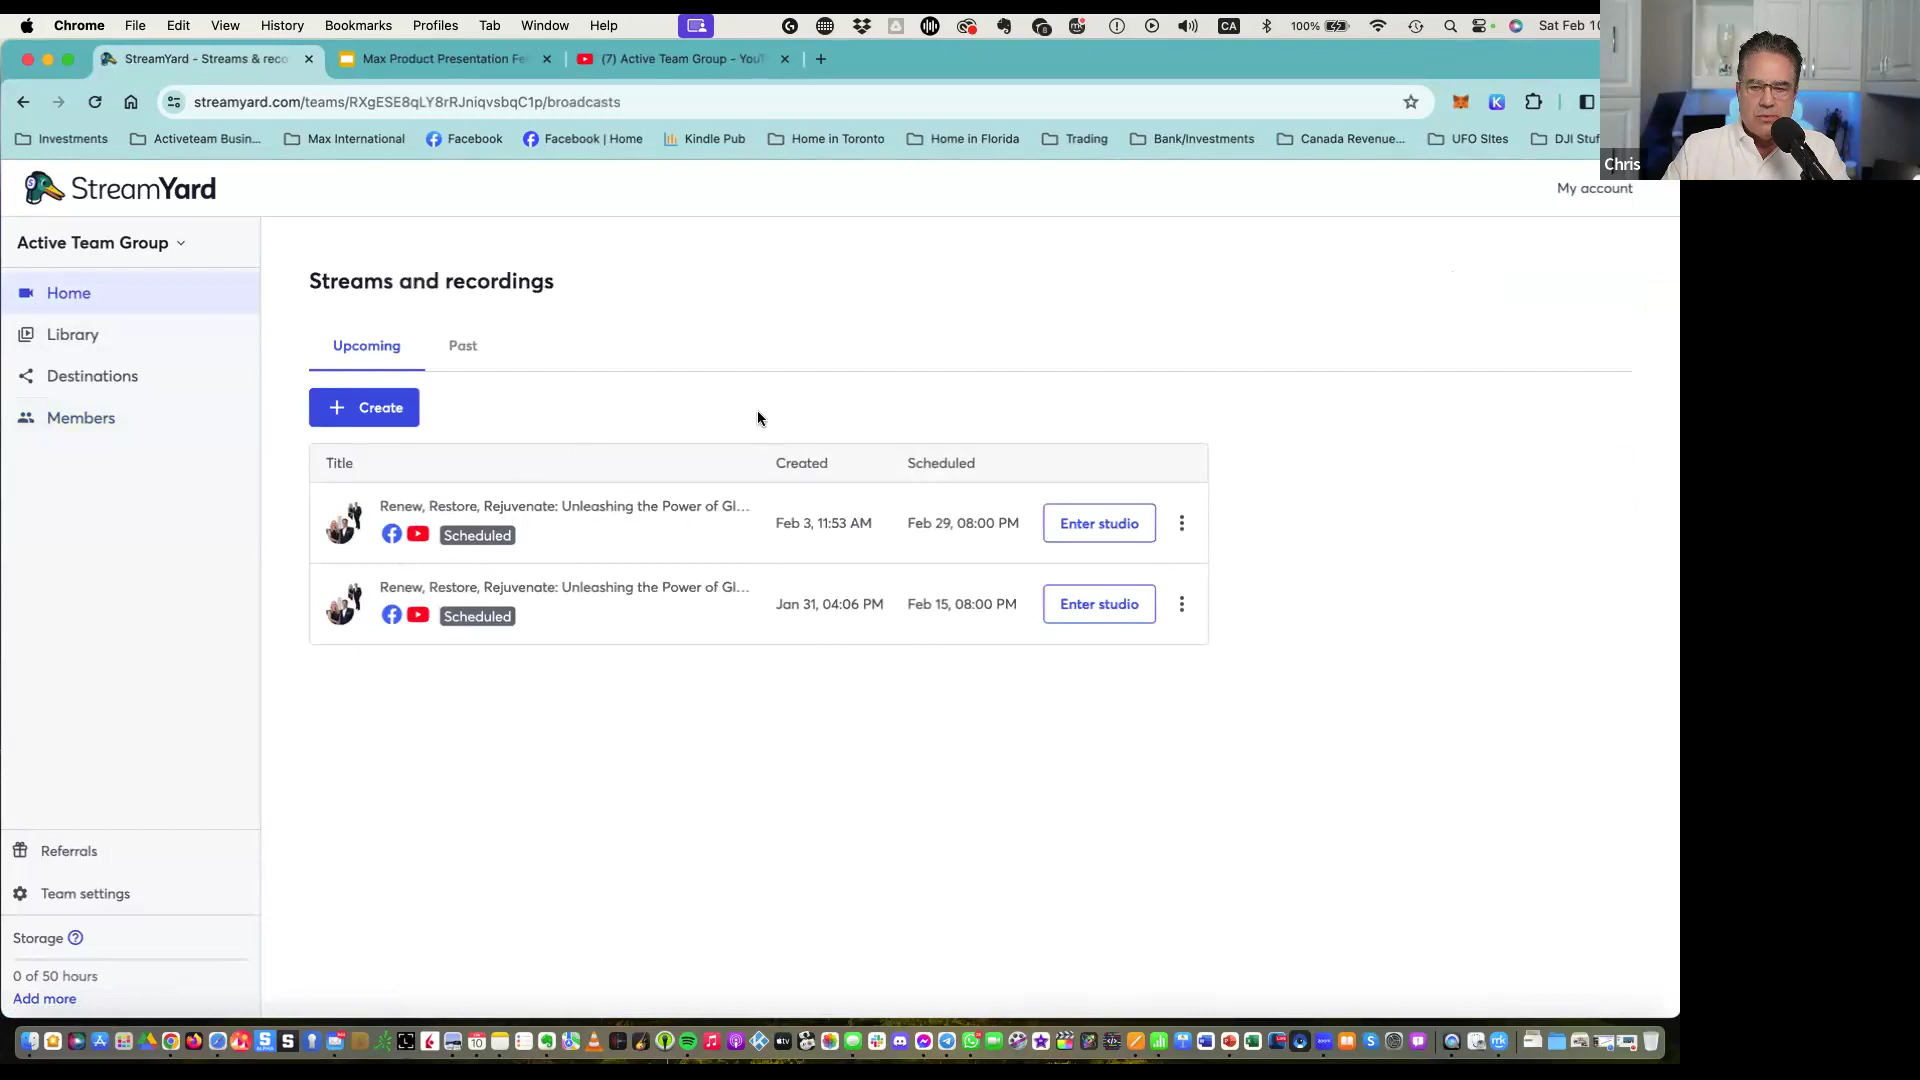 Chrome File Edit View History Bookmarks Profiles Tab Window Help CA 100% Sat Feb 10
StreamYard - Streams & reco Max Product Presentation Fe (7) Active Team Group - YouT
streamyard.com/teams/RXgESE8qLY8rRJniqvsbqC1p/broadcasts
Investments Activeteam Busin... Max International Facebook Facebook | Home Kindle Pub Home in Toronto Home in Florida Trading Bank/Investments Canada Revenue... UFO SItes DJI Stuf
Chris
StreamYard
My account
Active Team Group
Home
Library
Destinations
Members
Streams and recordings
Upcoming Past
+ Create
Title Created Scheduled
Renew, Restore, Rejuvenate: Unleashing the Power of Gl...
Scheduled
Feb 3, 11:53 AM Feb 29, 08:00 PM Enter studio
Renew, Restore, Rejuvenate: Unleashing the Power of Gl...
Scheduled
Jan 31, 04:06 PM Feb 15, 08:00 PM Enter studio
Referrals
Team settings
Storage
0 of 50 hours
Add more